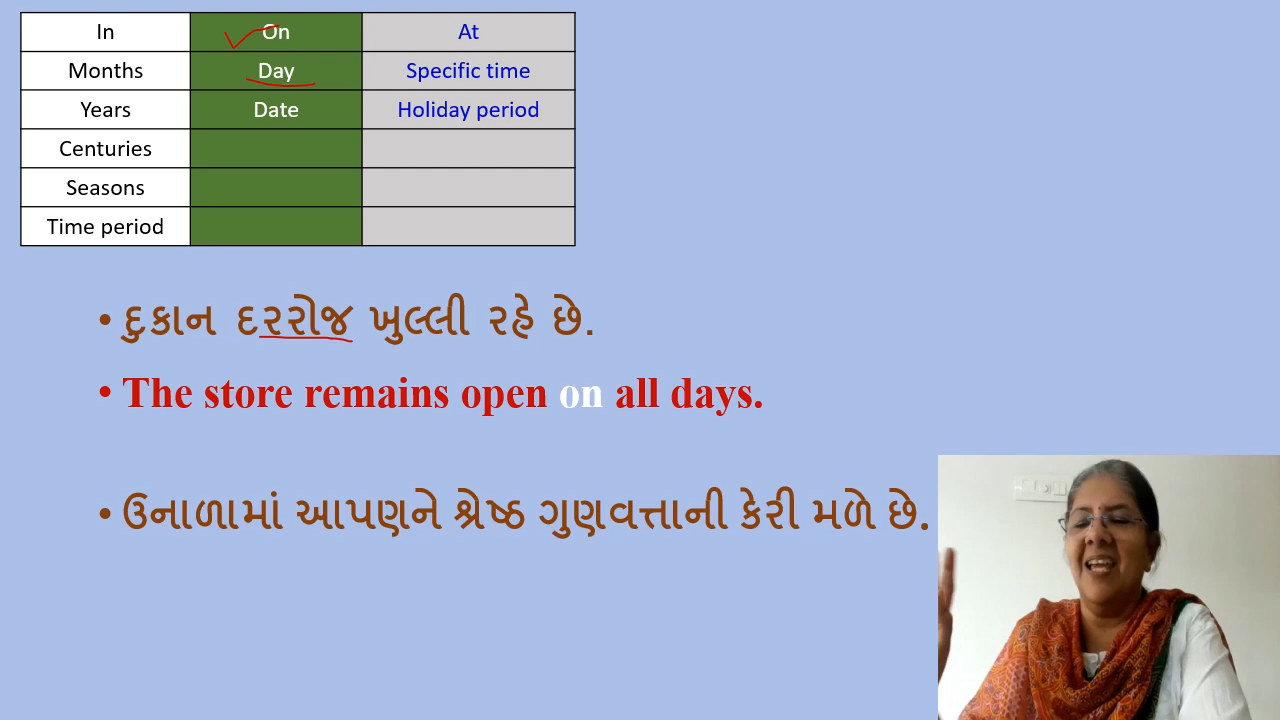 In On At
Months Day Specific time
Years Date Holiday period
Centuries
Seasons
Time period
• દુકાન દરરોજ ખુલ્લી રહે છે.
• The store remains open on all days.
• ઉનાળામાં આપણને શ્રેષ્ઠ ગુણવત્તાની કેરી મળે છે.